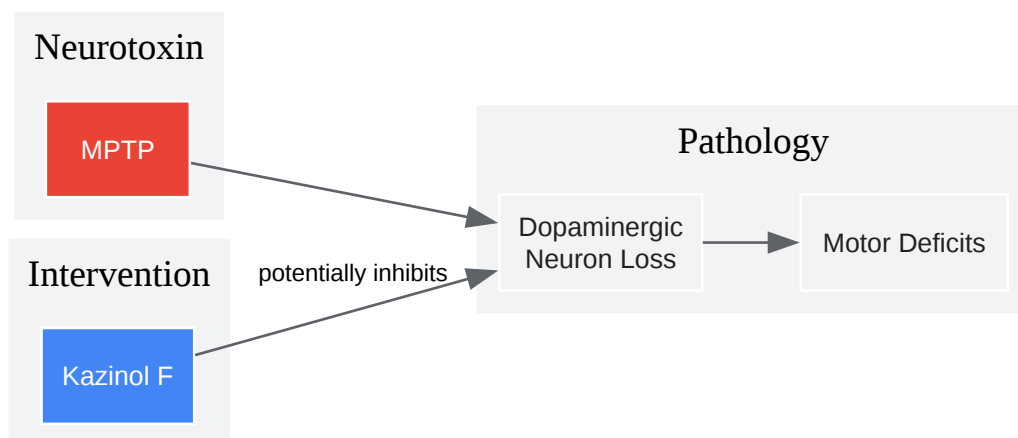 Neurotoxin
MPTP
Intervention
Kazinol F
potentially inhibits
Pathology
Dopaminergic
Neuron Loss
Motor Deficits